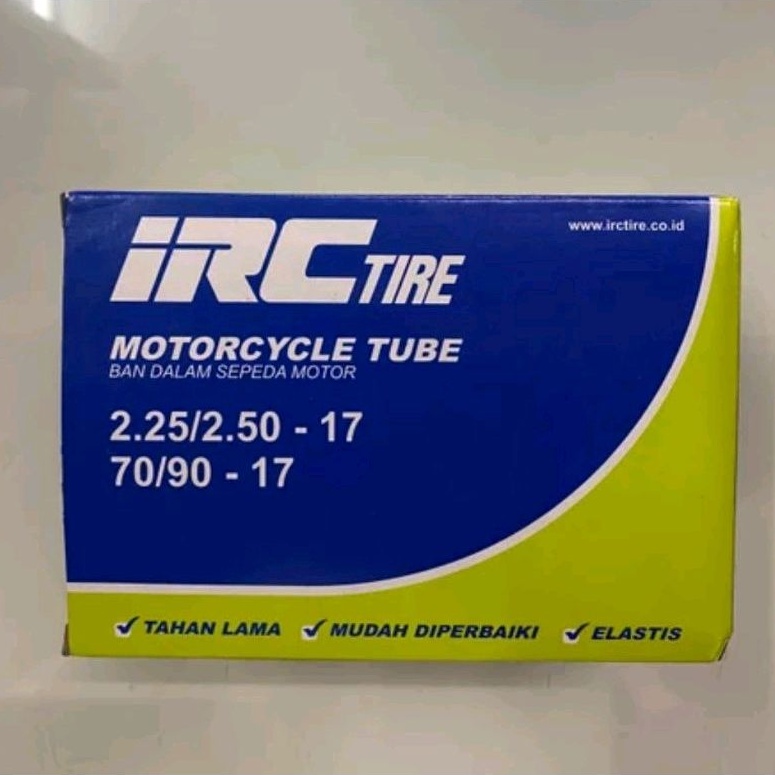 iRC TIRE
www.irctire.co.id
MOTORCYCLE TUBE
BAN DALAM SEPEDA MOTOR
2.25/2.50 - 17
70/90 - 17
TAHAN LAMA MUDAH DIPERBAIKI ELASTIS